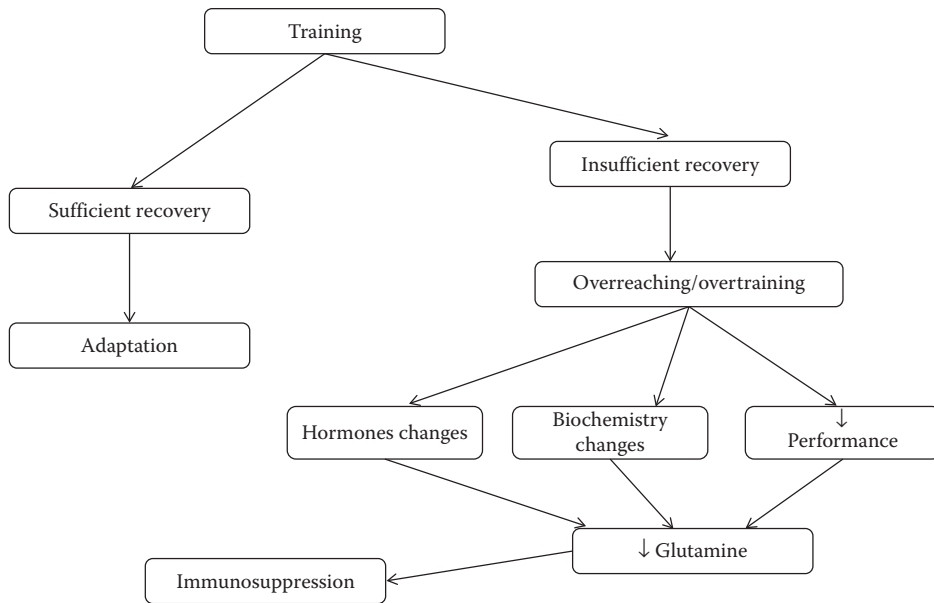 Training
Insufficient recovery
Sufficient recovery
Overreaching/overtraining
Adaptation
Hormones changes
Biochemistry
changes
↓
Performance
↓ Glutamine
Immunosuppression